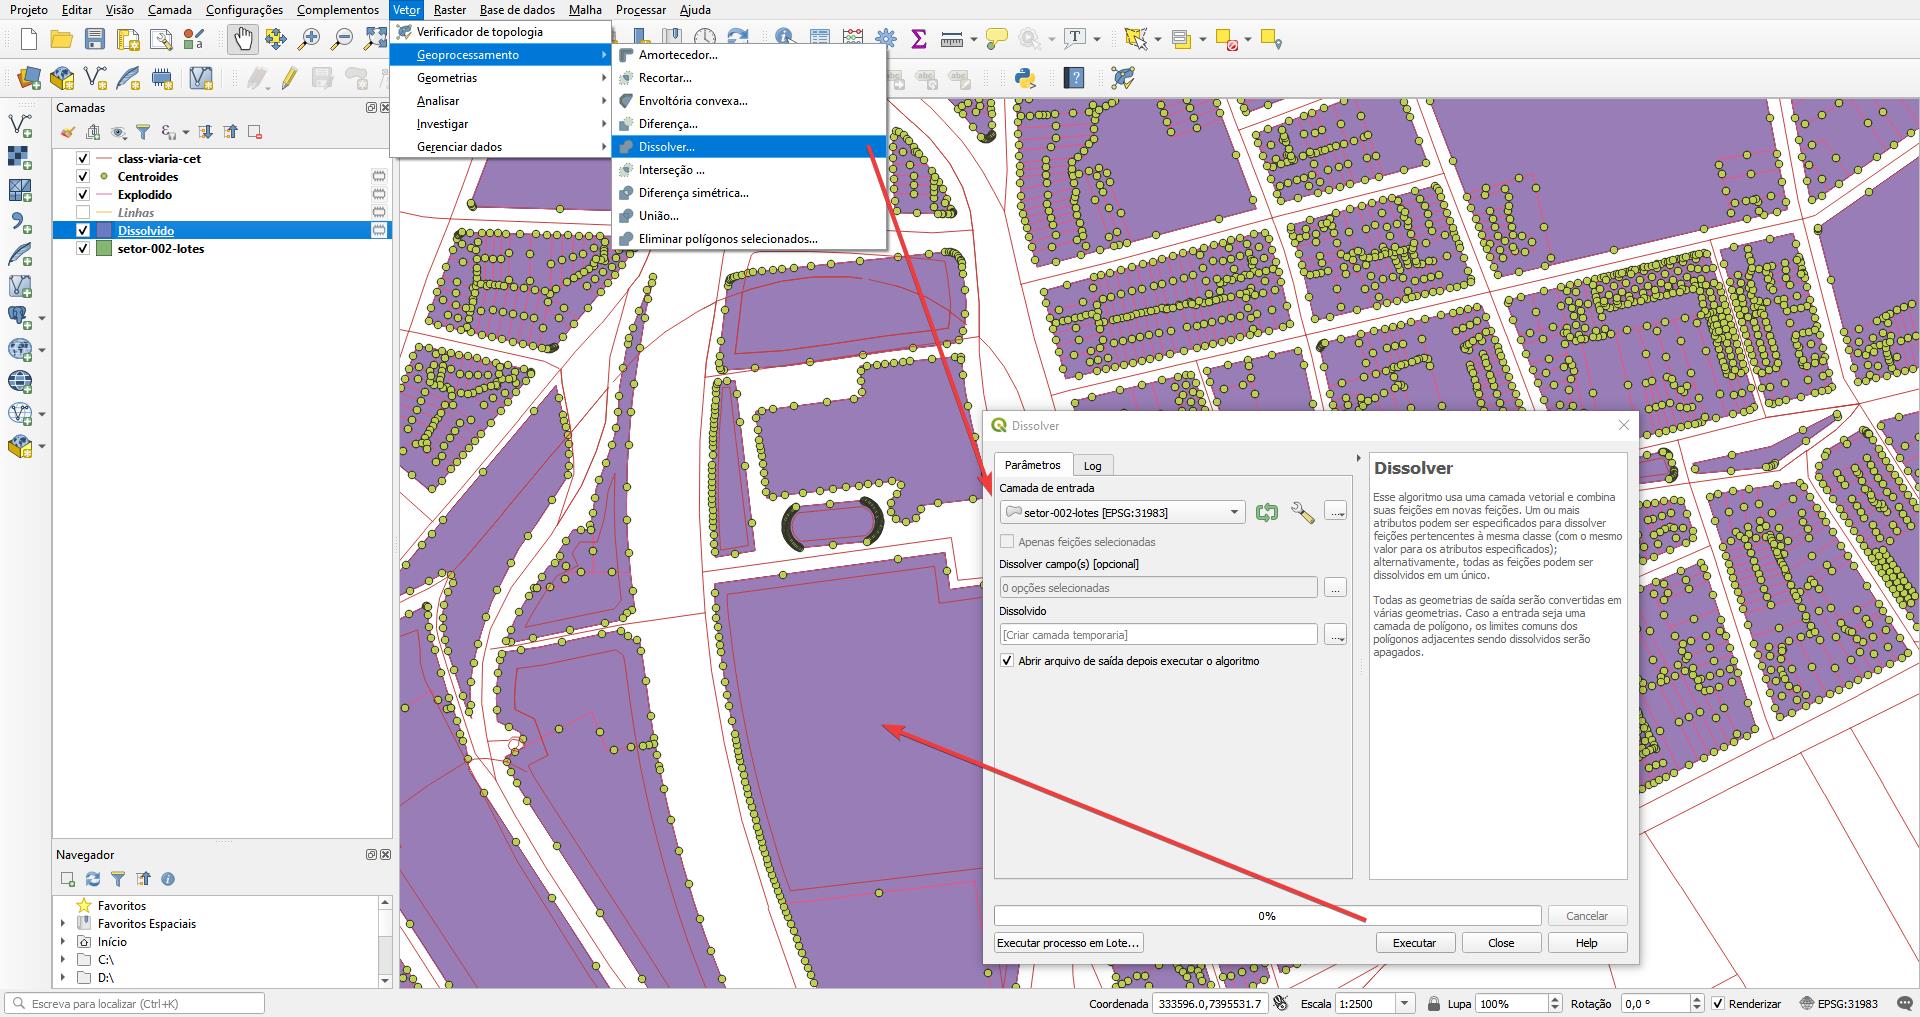 Projeto Editar Visão Camada Configurações Complementos Vetor Raster Base de dados Malha Processar Ajuda
Verificador de topologia
Geoprocessamento
Geometrias
Analisar
Investigar
Gerenciar dados
Amortecedor...
Recortar...
Envoltória convexa...
Diferença...
Dissolver...
Interseção ...
Diferença simétrica...
União...
Eliminar polígonos selecionados...
Camadas
class-viaria-cet
Centroides
Explodido
Linhas
Dissolvido
setor-002-lotes
Dissolver
Parâmetros Log
Camada de entrada
setor-002-lotes [EPSG:31983]
...
Apenas feições selecionadas
Dissolver campo(s) [opcional]
0 opções selecionadas
...
Dissolvido
[Criar camada temporaria]
...
Abrir arquivo de saída depois executar o algoritmo
Dissolver
Esse algoritmo usa uma camada vetorial e combina
suas feições em novas feições. Um ou mais
atributos podem ser especificados para dissolver
feições pertencentes à mesma classe (com o mesmo
valor para os atributos especificados);
alternativamente, todas as feições podem ser
dissolvidos em um único.
Todas as geometrias de saída serão convertidas em
várias geometrias. Caso a entrada seja uma
camada de polígono, os limites comuns dos
polígonos adjacentes sendo dissolvidos serão
apagados.
0%
Cancelar
Executar processo em Lote...
Executar
Close
Help
Navegador
Favoritos
Favoritos Espaciais
Início
C:\
D:\
Escreva para localizar (Ctrl+K)
Coordenada 333596.0,7395531.7 Escala 1:2500 Lupa 100% Rotação 0,0 ° Renderizar EPSG:31983